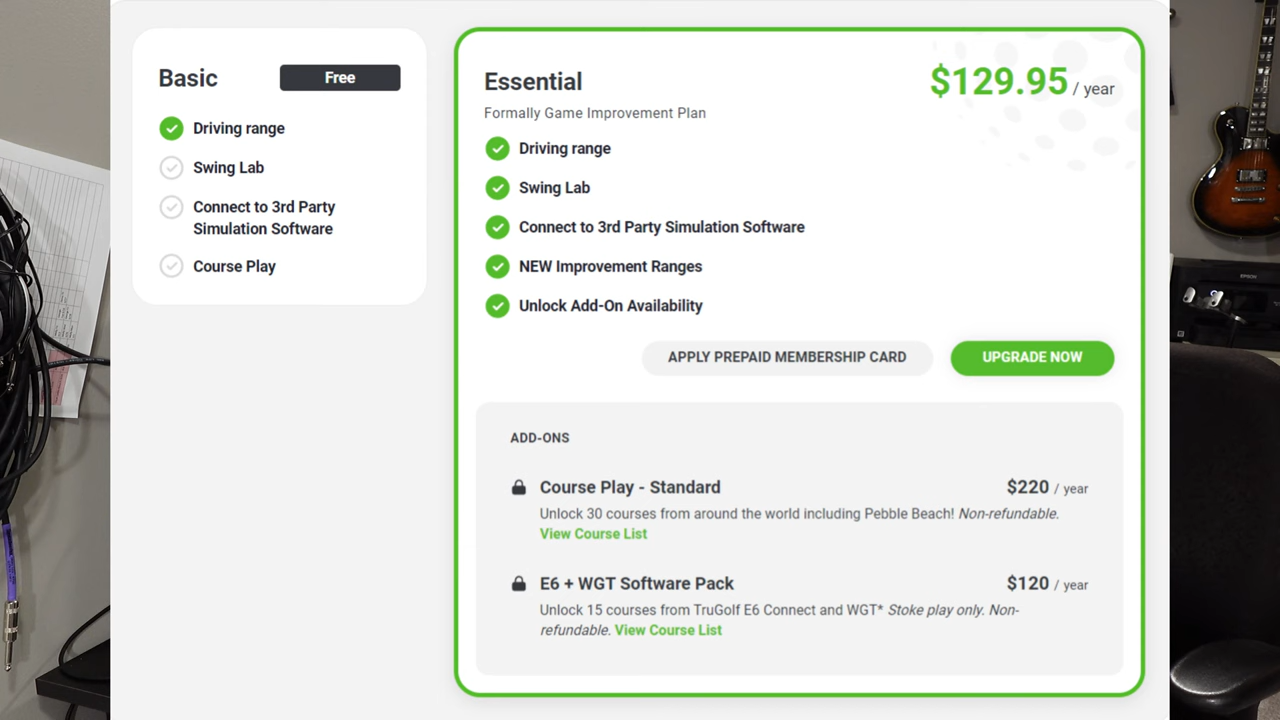 Basic
Free
Driving range
Swing Lab
Connect to 3rd Party
Simulation Software
Course Play
Essential
$129.95 / year
Formally Game Improvement Plan
Driving range
Swing Lab
Connect to 3rd Party Simulation Software
NEW Improvement Ranges
Unlock Add-On Availability
APPLY PREPAID MEMBERSHIP CARD
UPGRADE NOW
ADD-ONS
Course Play - Standard
$220 / year
Unlock 30 courses from around the world including Pebble Beach! Non-refundable.
View Course List
E6 + WGT Software Pack
$120 / year
Unlock 15 courses from TruGolf E6 Connect and WGT* Stoke play only. Non-
refundable. View Course List
EPSON